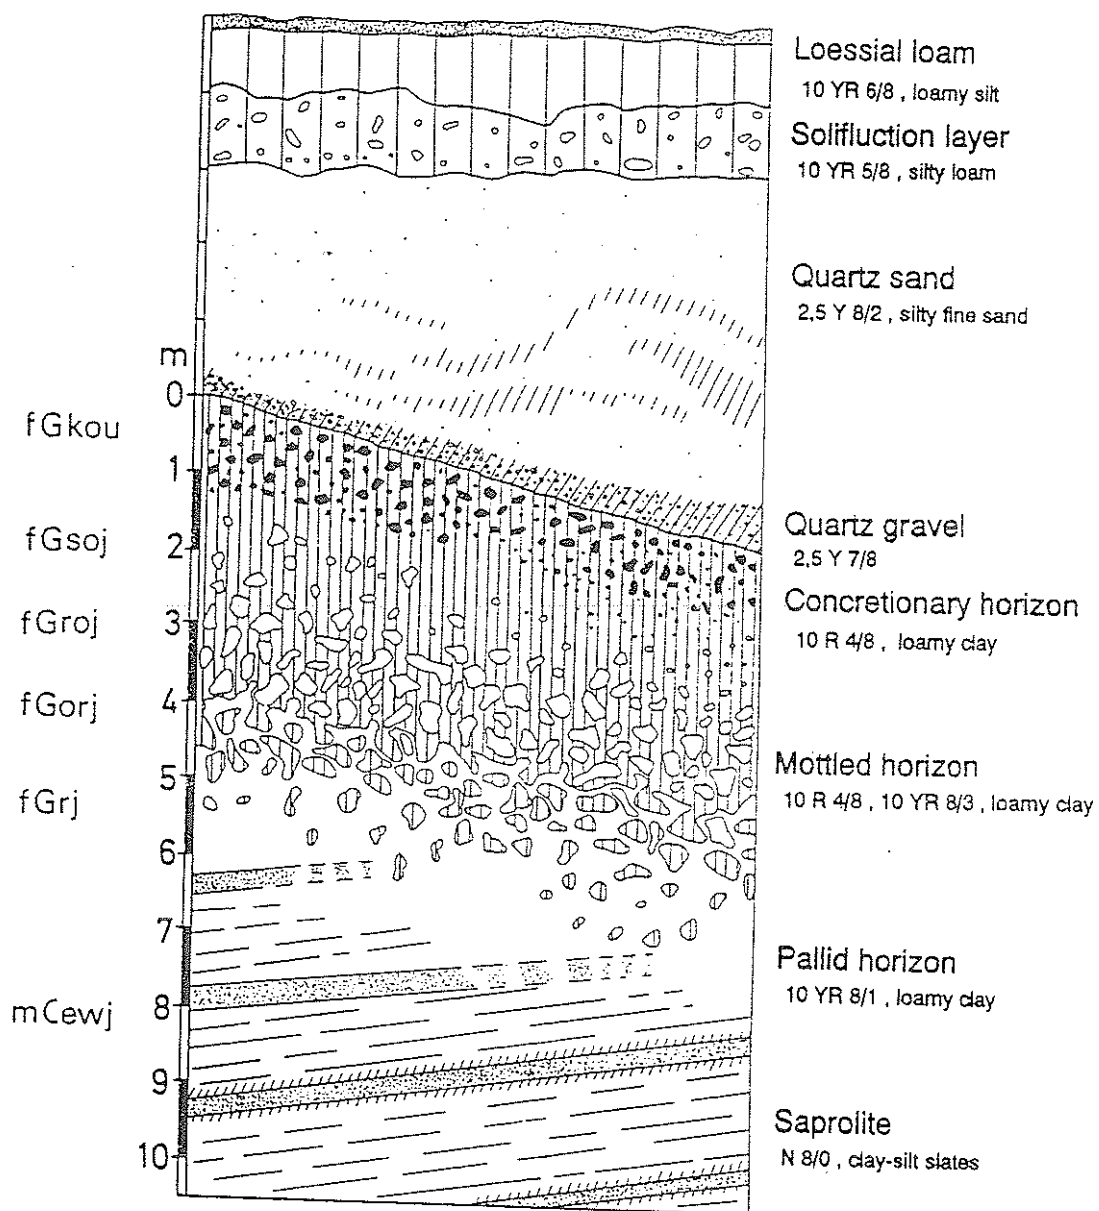 Loessial loam
10 YR 6/8 , loamy silt
Solifluction layer
10 YR 5/8 , silty loam
Quartz sand
2,5 Y 8/2 , silty fine sand
m
0
fGkou
1
Quartz gravel
2,5 Y 7/8
fGsoj
2
Concretionary horizon
10 R 4/8 , loamy clay
fGroj
3
fGorj
4
Mottled horizon
10 R 4/8 , 10 YR 8/3 , loamy clay
5
fGrj
6
7
Pallid horizon
10 YR 8/1 , loamy clay
8
mCewj
9
Saprolite
N 8/0 , clay-silt slates
10